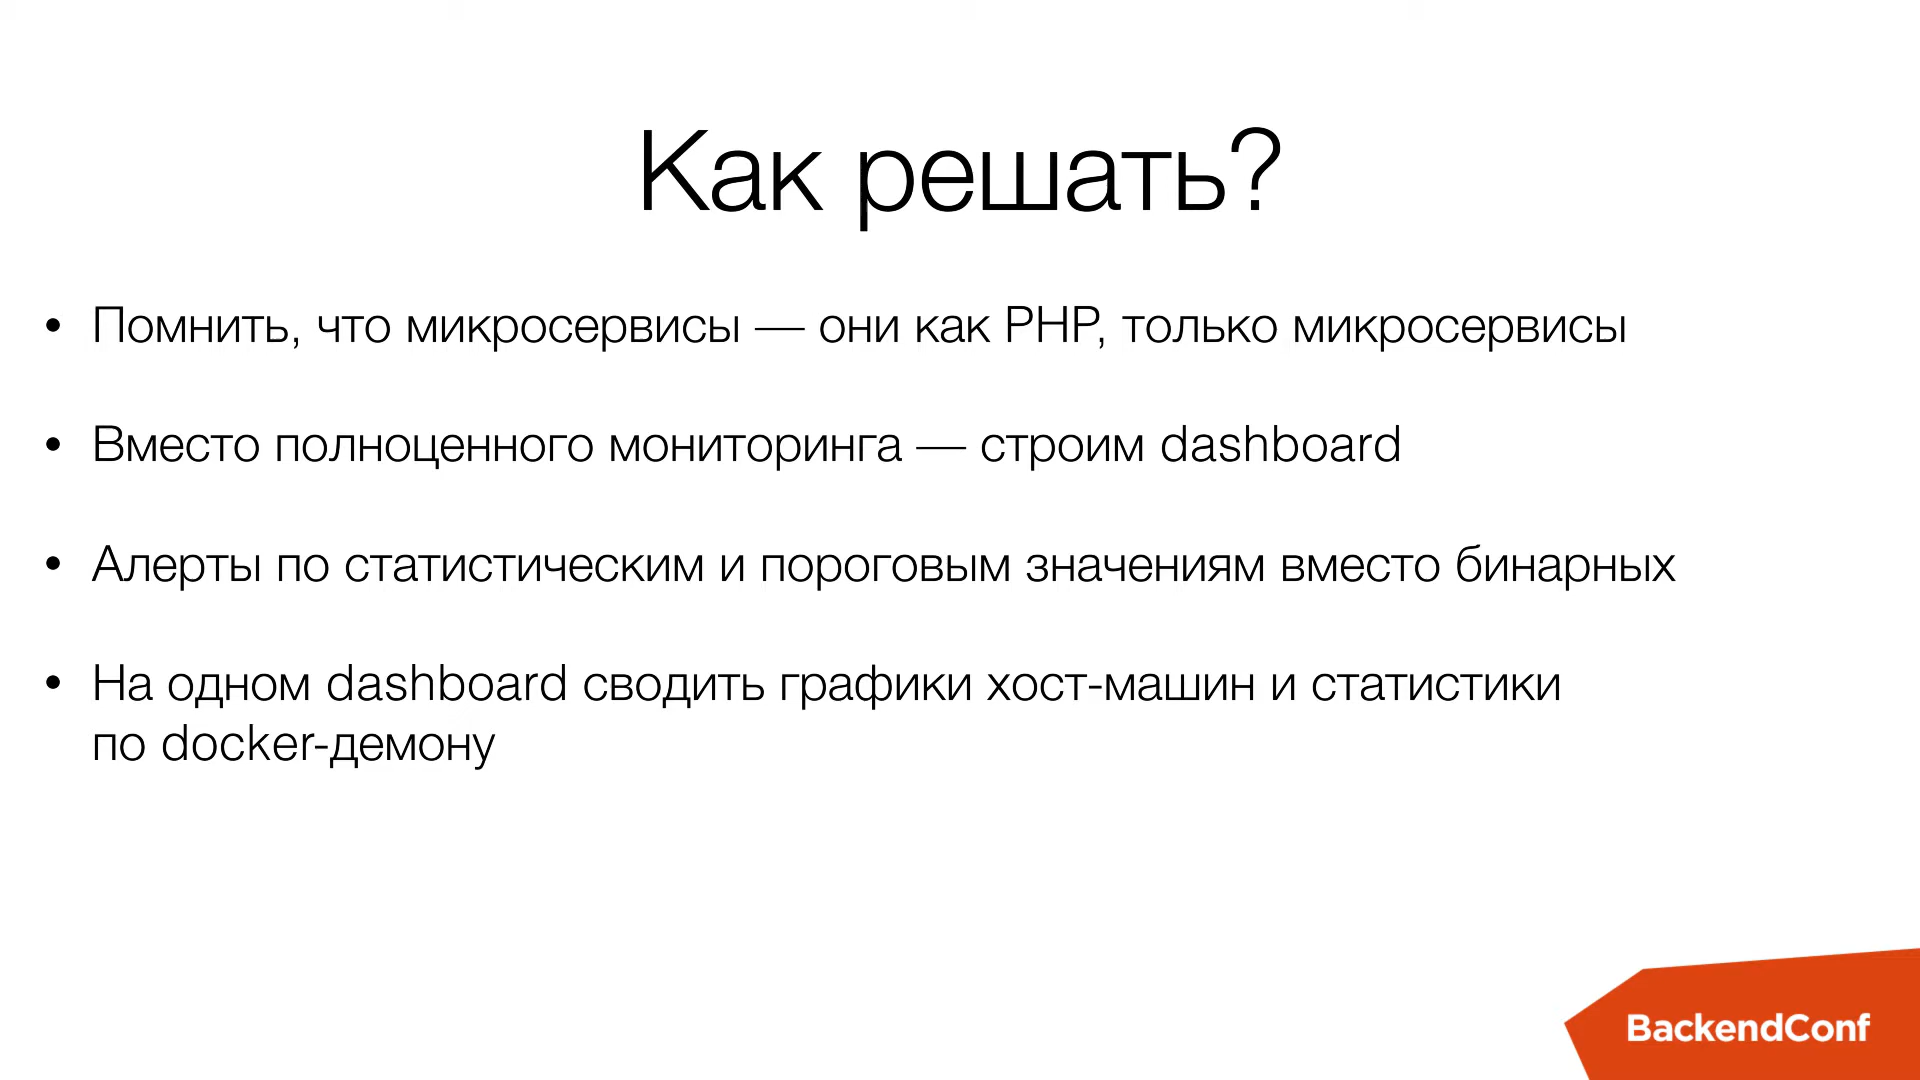 Как решать?
• Помнить, что микросервисы — они как PHP, только микросервисы
• Вместо полноценного мониторинга — строим dashboard
• Алерты по статистическим и пороговым значениям вместо бинарных
• На одном dashboard сводить графики хост-машин и статистики
по docker-демону
BackendConf